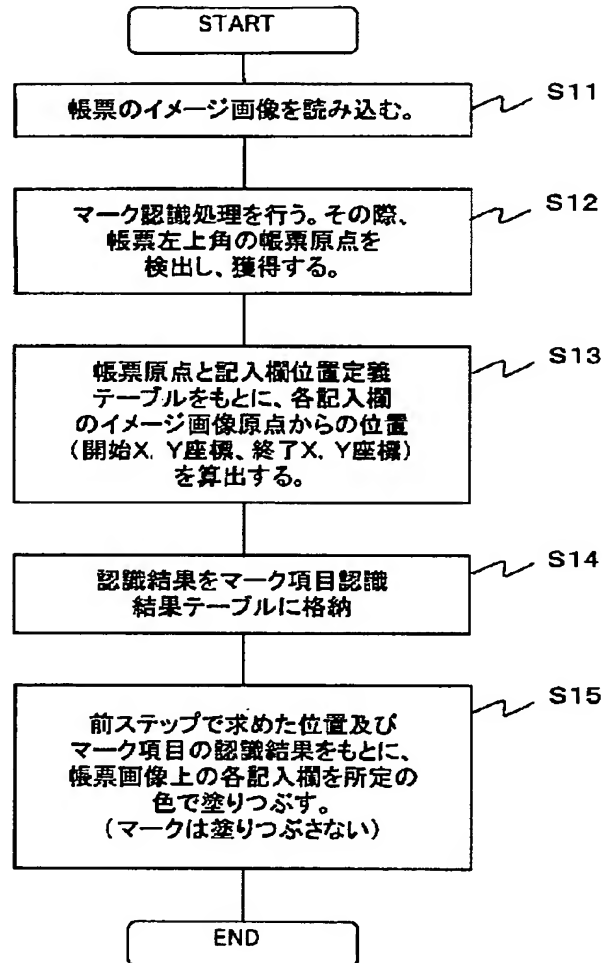 START
S11
帳票のイメージ画像を読み込む。
S12
マーク認識処理を行う。その際、
帳票左上角の帳票原点を
検出し、獲得する。
S13
帳票原点と記入欄位置定義
テーブルをもとに、各記入欄
のイメージ画像原点からの位置
(開始X, Y座標、終了X, Y座標)
を算出する。
S14
認識結果をマーク項目認識
結果テーブルに格納
S15
前ステップで求めた位置及び
マーク項目の認識結果をもとに、
帳票画像上の各記入欄を所定の
色で塗りつぶす。
(マークは塗りつぶさない)
END